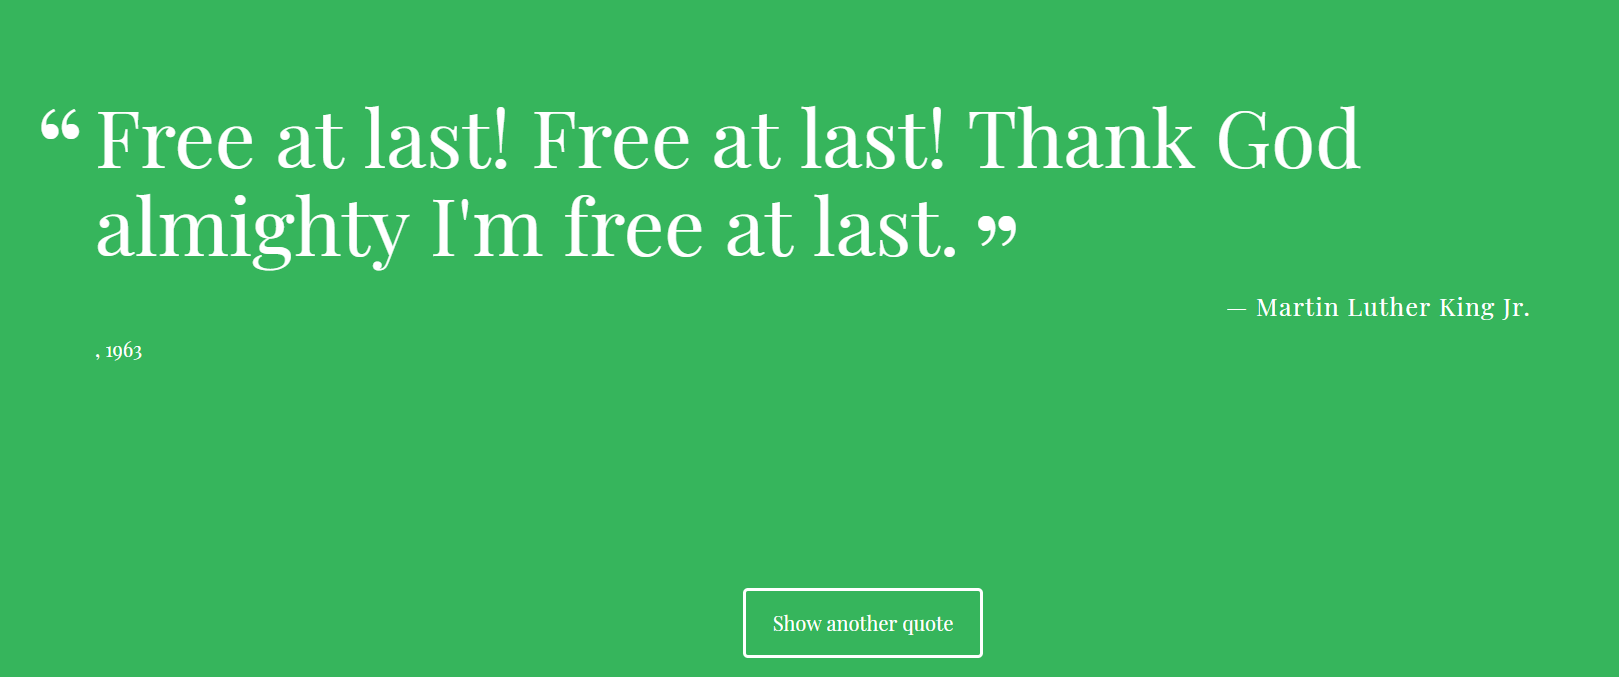 “ Free at last! Free at last! Thank God
almighty I'm free at last. ”
— Martin Luther King Jr.
, 1963
Show another quote